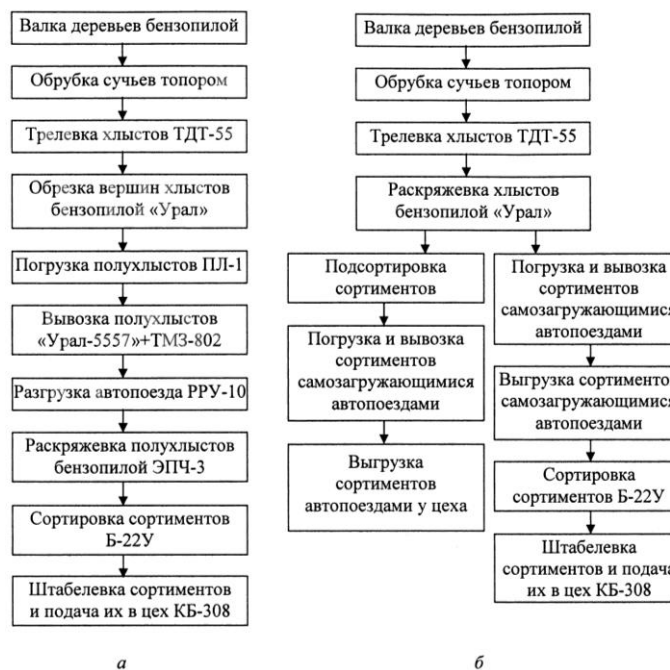 Валка деревьев бензопилой
Обрубка сучьев топором
Трелевка хлыстов ТДТ-55
Обрезка вершин хлыстов
бензопилой «Урал»
Погрузка полухлыстов ПЛ-1
Вывозка полухлыстов
«Урал-5557»+ТМЗ-802
Разгрузка автопоезда РРУ-10
Раскряжевка полухлыстов
бензопилой ЭПЧ-3
Сортировка сортиментов
Б-22У
Штабелевка сортиментов
и подача их в цех КБ-308
а
Валка деревьев бензопилой
Обрубка сучьев топором
Трелевка хлыстов ТДТ-55
Раскряжевка хлыстов
бензопилой «Урал»
Подсортировка
сортиментов
Погрузка и вывозка
сортиментов
самозагружающимися
автопоездами
Выгрузка
сортиментов
автопоездами у цеха
Погрузка и вывозка
сортиментов
самозагружающимися
автопоездами
Выгрузка сортиментов
самозагружающимися
автопоездами
Сортировка
сортиментов Б-22У
Штабелевка
сортиментов и подача
их в цех КБ-308
б